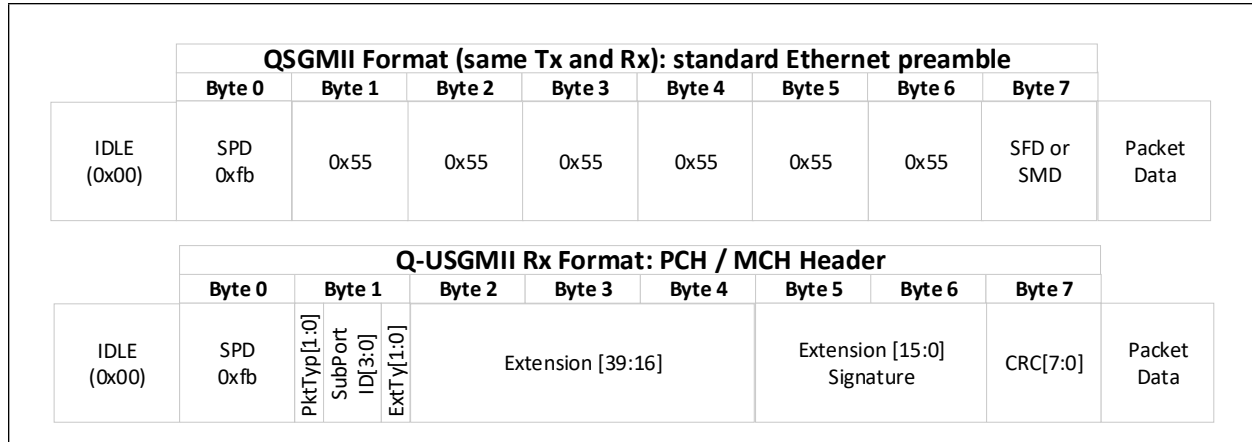 QSGMII Format (same Tx and Rx): standard Ethernet preamble
Byte 0 Byte 1 Byte 2 Byte 3 Byte 4 Byte 5 Byte 6 Byte 7
IDLE
(0x00)
SPD
0xfb
0x55
0x55
0x55
0x55
0x55
0x55
SFD or
SMD
Packet
Data
Q-USGMII Rx Format: PCH / MCH Header
Byte 0 Byte 1 Byte 2 Byte 3 Byte 4 Byte 5 Byte 6 Byte 7
IDLE
(0x00)
SPD
0xfb
PktTyp[1:0]
SubPort
ID[3:0]
ExtTy[1:0]
Extension [39:16]
Extension [15:0]
Signature
CRC[7:0]
Packet
Data